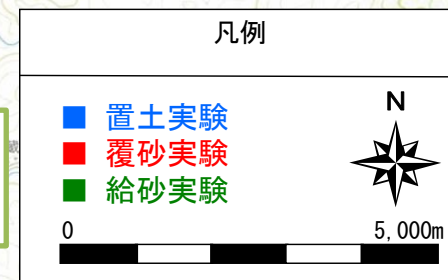 凡例
N
■ 置土実験
■ 覆砂実験
■ 給砂実験
0 5,000m